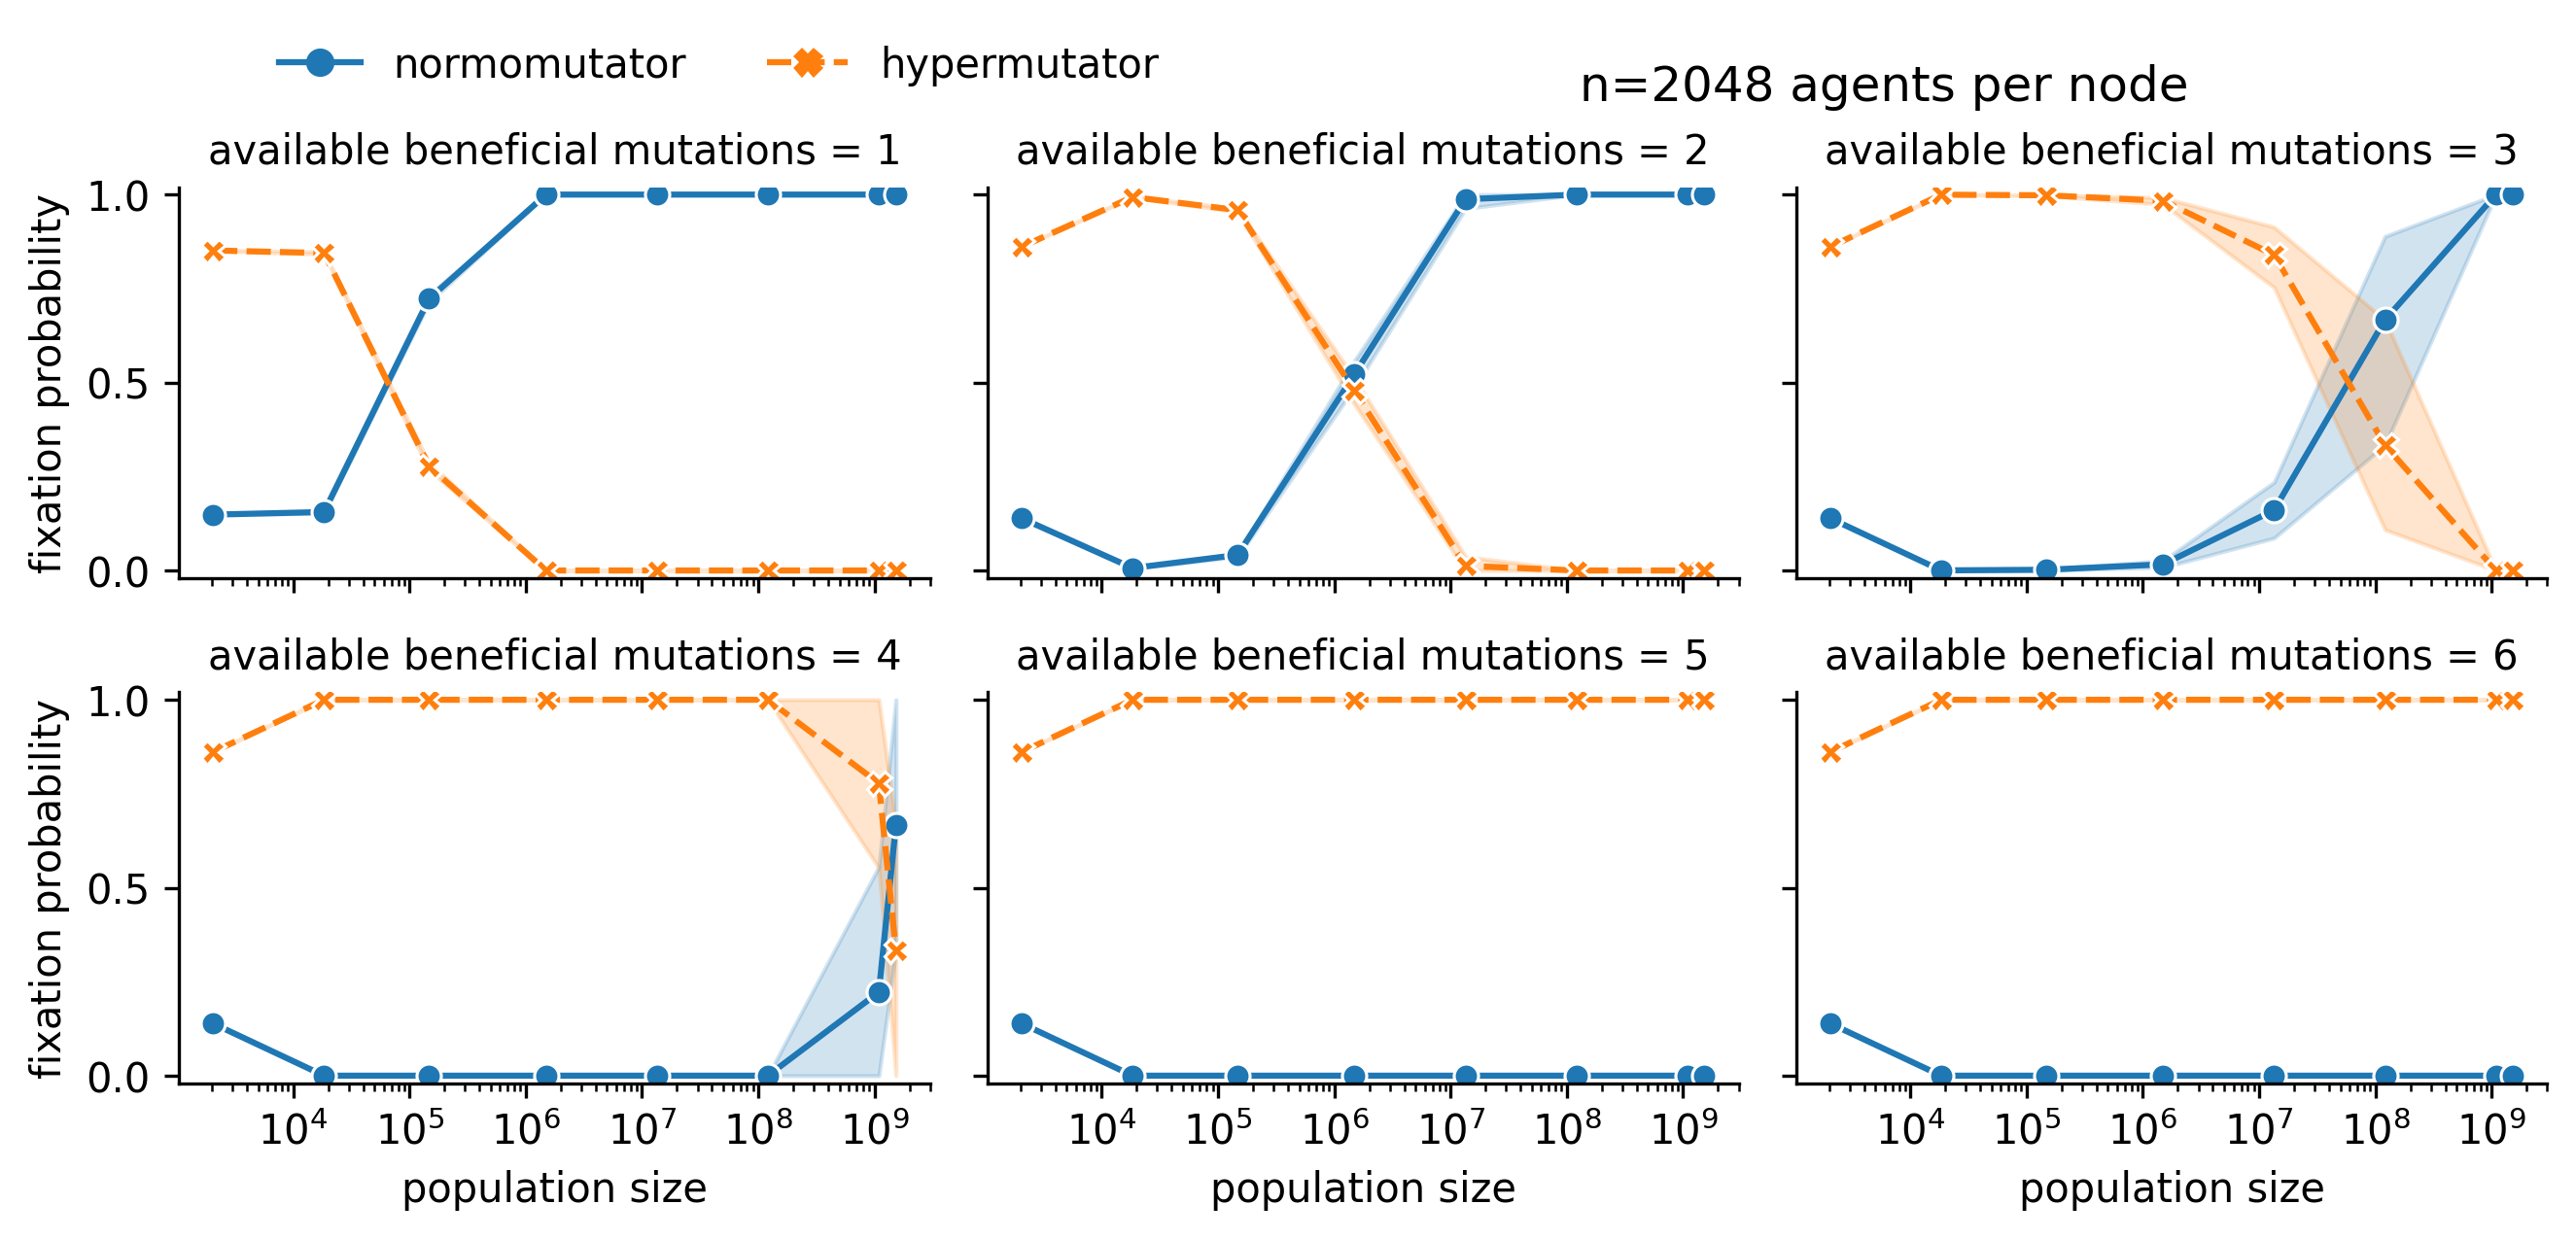 normomutator
hypermutator
n=2048 agents per node
available beneficial mutations = 1
available beneficial mutations = 2
available beneficial mutations = 3
fixation probability
1.0
0.5
0.0
available beneficial mutations = 4
available beneficial mutations = 5
available beneficial mutations = 6
fixation probability
1.0
0.5
0.0
10⁴ 10⁵ 10⁶ 10⁷ 10⁸ 10⁹
10⁴ 10⁵ 10⁶ 10⁷ 10⁸ 10⁹
10⁴ 10⁵ 10⁶ 10⁷ 10⁸ 10⁹
population size
population size
population size